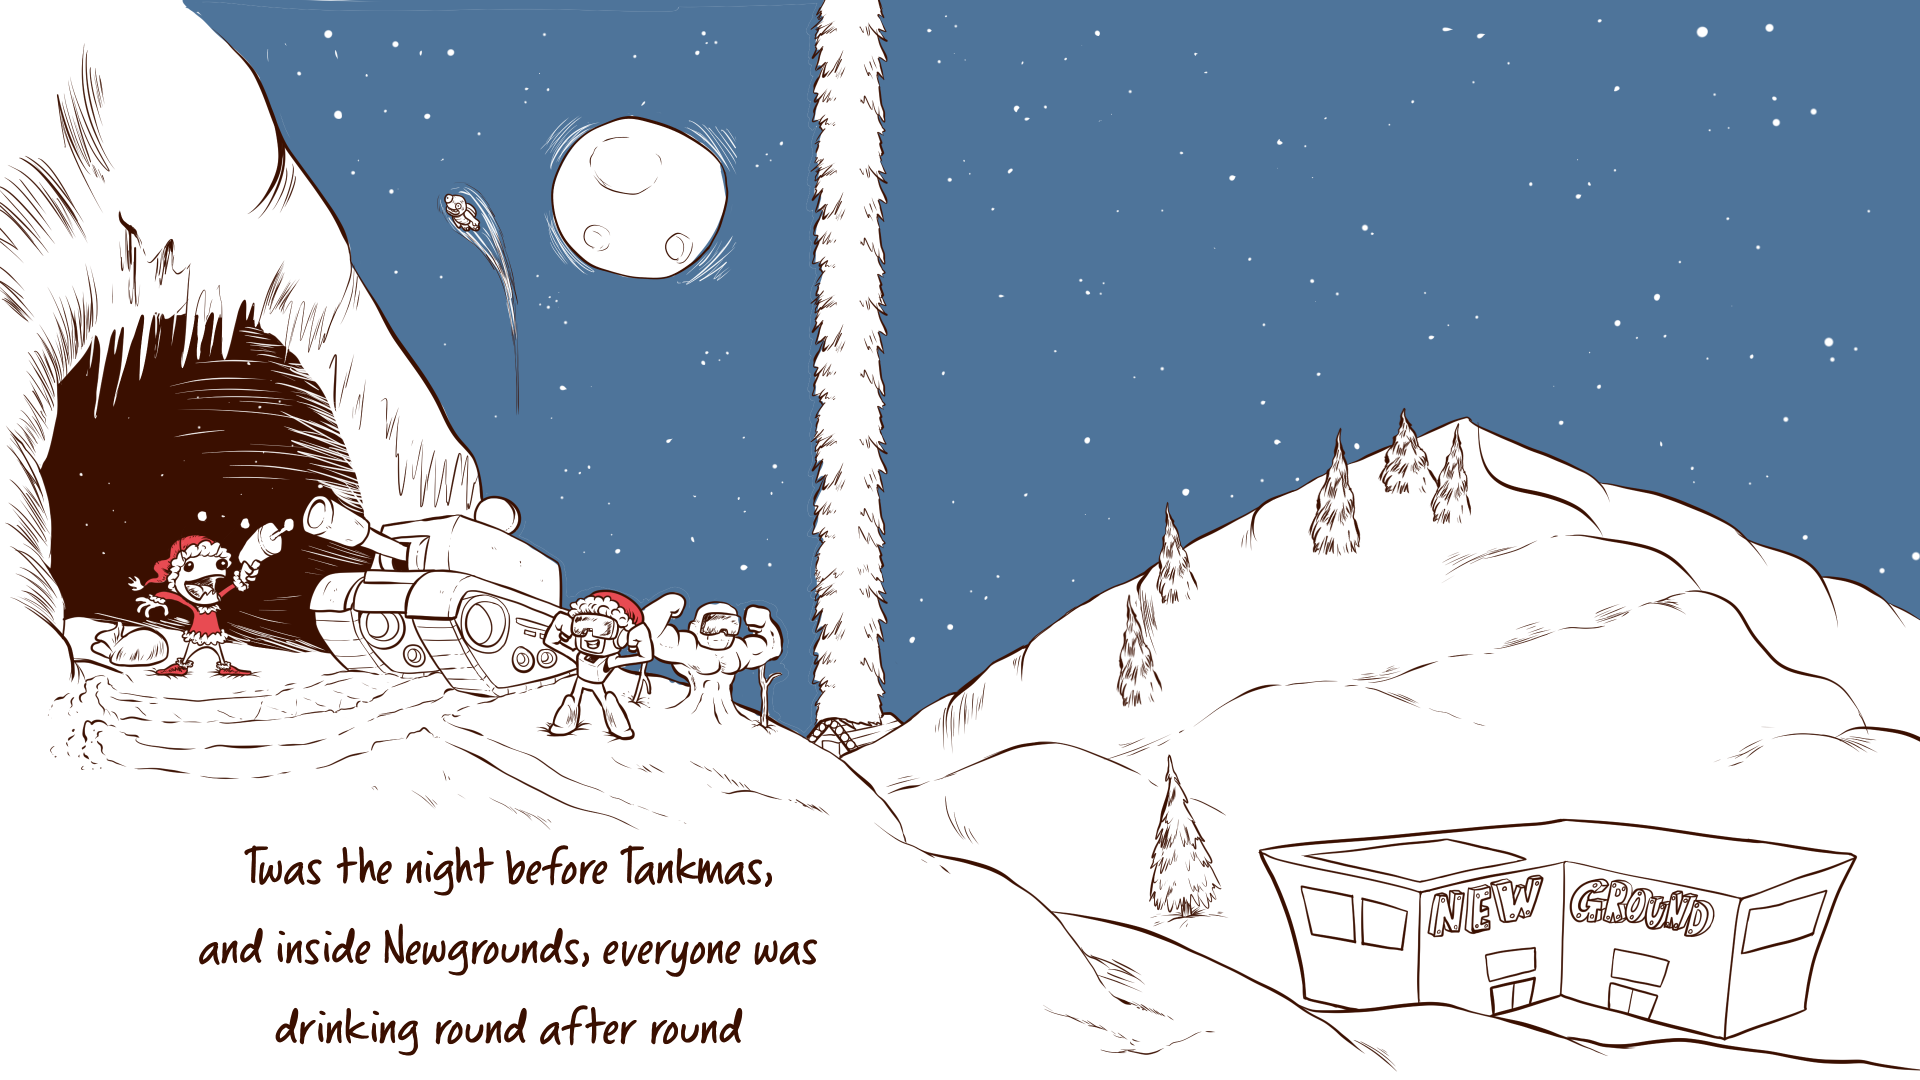 Twas the night before Tankmas,
and inside Newgrounds, everyone was
drinking round after round
NEW GROUND